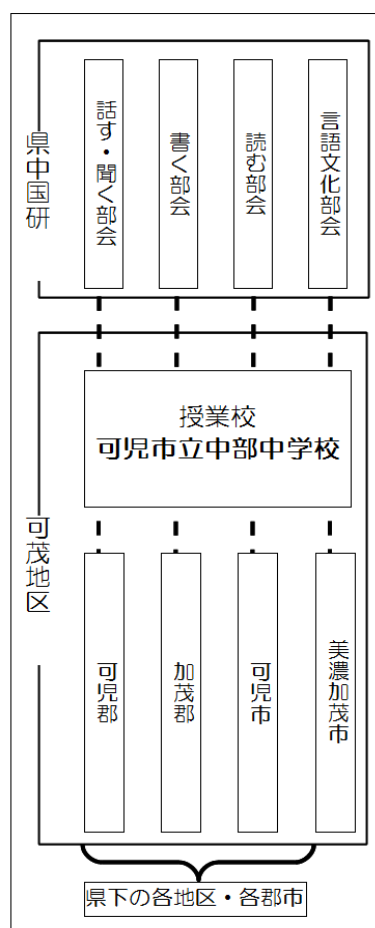 県中国研
話す・聞く部会
書く部会
読む部会
言語文化部会
可茂地区
授業校
可児市立中部中学校
可児郡
加茂郡
可児市
美濃加茂市
県下の各地区・各郡市